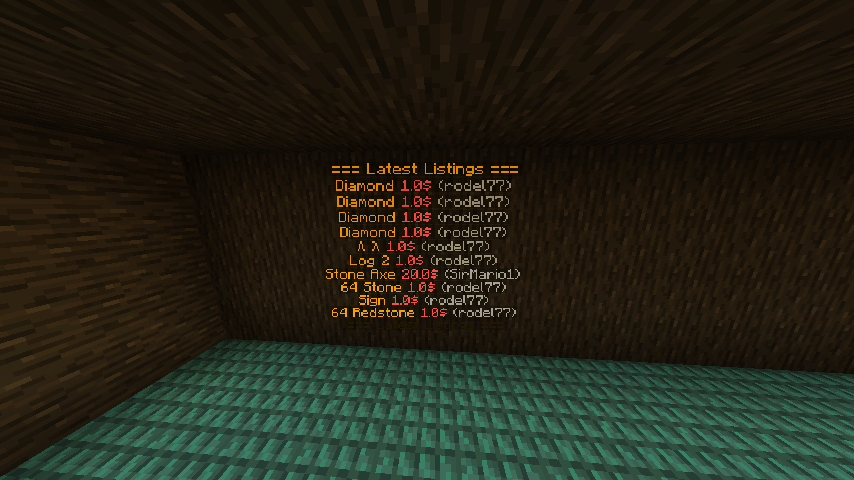 === Latest Listings ===
Diamond 1.0$ (rodel77)
Diamond 1.0$ (rodel77)
Diamond 1.0$ (rodel77)
Diamond 1.0$ (rodel77)
λ λ 1.0$ (rodel77)
Log 2 1.0$ (rodel77)
Stone Axe 20.0$ (SirMario1)
64 Stone 1.0$ (rodel77)
Sign 1.0$ (rodel77)
64 Redstone 1.0$ (rodel77)